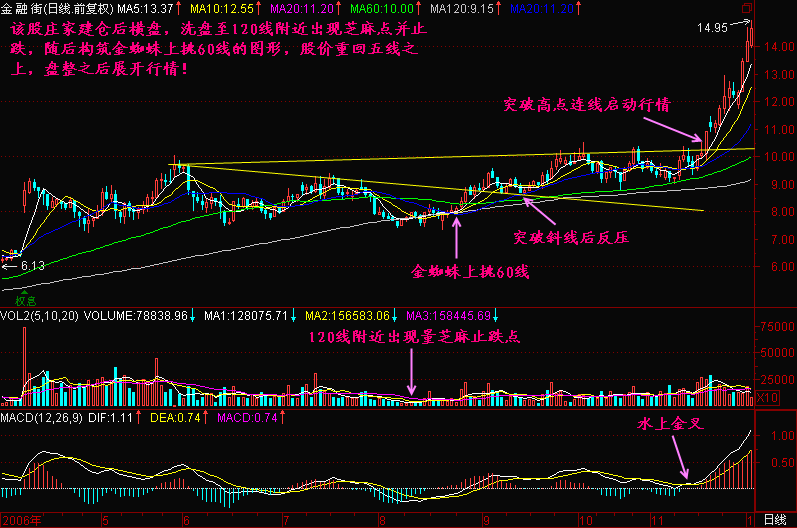 金 融 街(日线.前复权) MA5:13.37↑ MA10:12.55↑ MA20:11.20↑ MA60:10.00↑ MA120:9.15↑ MA20:11.20↑
该股庄家建仓后横盘，洗盘至120线附近出现芝麻点并止
跌，随后构筑金蜘蛛上挑60线的图形，股价重回五线之
上，盘整之后展开行情！
14.95
14.00
13.00
12.00
突破高点连线启动行情
11.00
10.00
9.00
8.00
突破斜线后反压
7.00
金蜘蛛上挑60线
6.13
6.00
权息
VOL2(5,10,20) VOLUME:78838.96↓ MA1:128075.71↓ MA2:156583.06↓ MA3:158445.69↓
75000
120线附近出现量芝麻止跌点
50000
25000
X10
MACD(12,26,9) DIF:1.11↑ DEA:0.74↑ MACD:0.74↑
水上金叉
1.00
0.50
2006年 5 6 7 8 9 10 11 1 日线